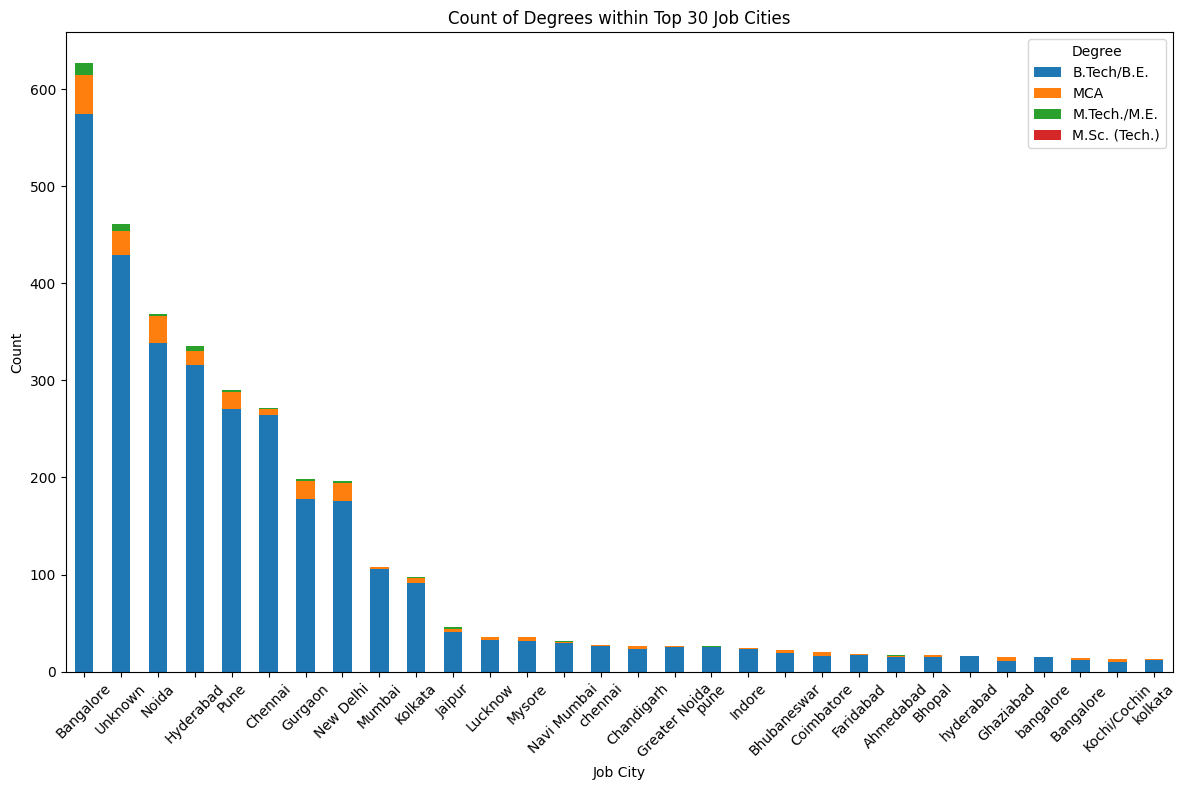 Count of Degrees within Top 30 Job Cities
Degree
B.Tech/B.E.
MCA
M.Tech./M.E.
M.Sc. (Tech.)
Count
600
500
400
300
200
100
0
Bangalore
Unknown
Noida
Hyderabad
Pune
Chennai
Gurgaon
New Delhi
Mumbai
Kolkata
Jaipur
Lucknow
Mysore
Navi Mumbai
chennai
Chandigarh
Greater Noida
pune
Indore
Bhubaneswar
Coimbatore
Faridabad
Ahmedabad
Bhopal
hyderabad
Ghaziabad
bangalore
Bangalore
Kochi/Cochin
kolkata
Job City